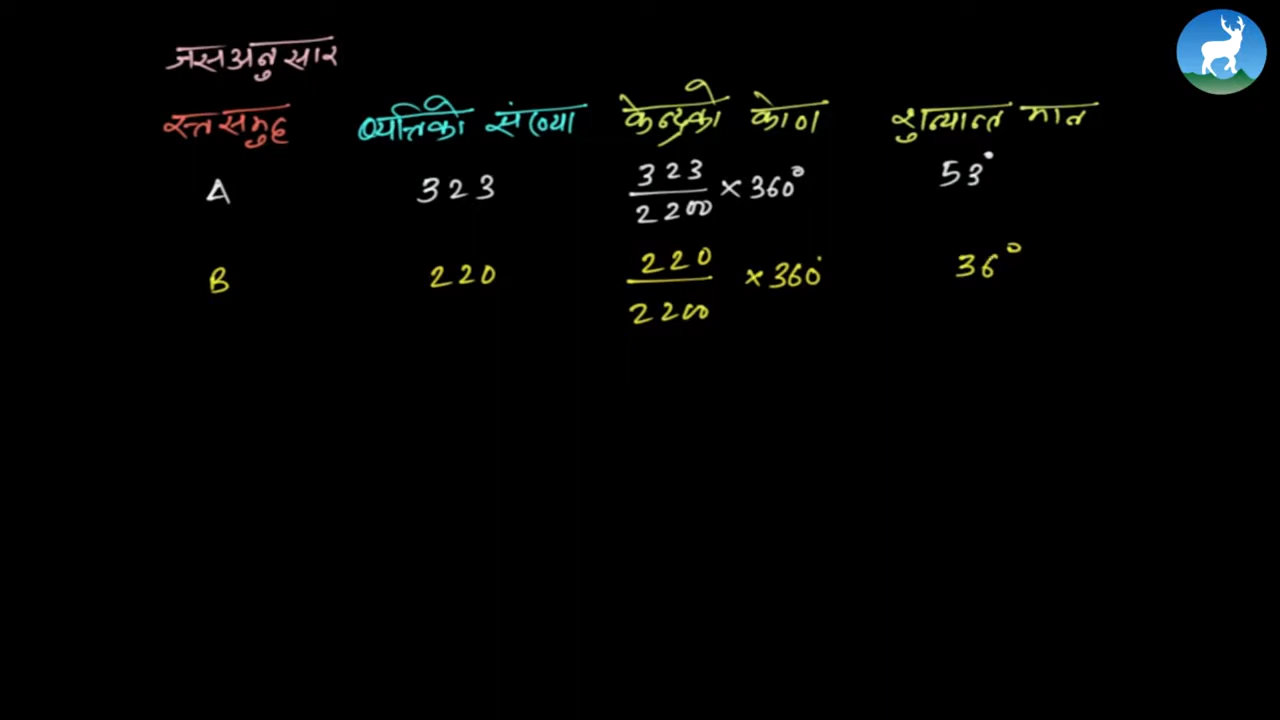 जसअनुसार
रक्तसमुह व्यक्तिको संख्या केन्द्रको कोण शुन्यान्त मान
A 323 323/2200 × 360° 53°
B 220 220/2200 × 360° 36°